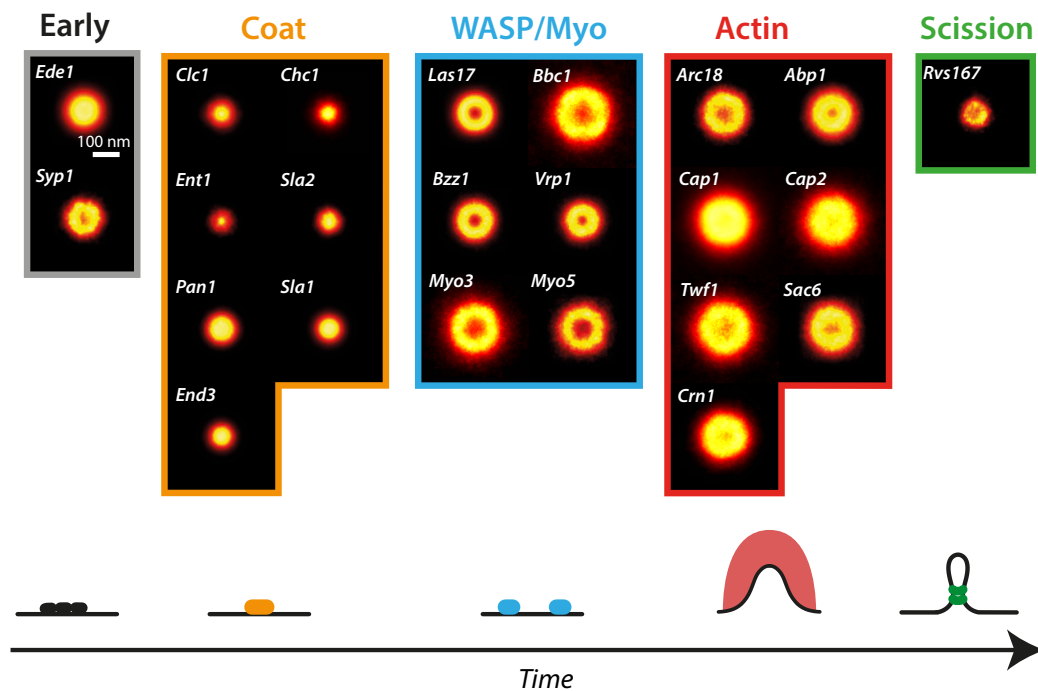 Early
Coat
WASP/Myo
Actin
Scission
Ede1
100 nm
Syp1
Clc1
Chc1
Ent1
Sla2
Pan1
Sla1
End3
Las17
Bbc1
Bzz1
Vrp1
Myo3
Myo5
Arc18
Abp1
Cap1
Cap2
Twf1
Sac6
Crn1
Rvs167
Time